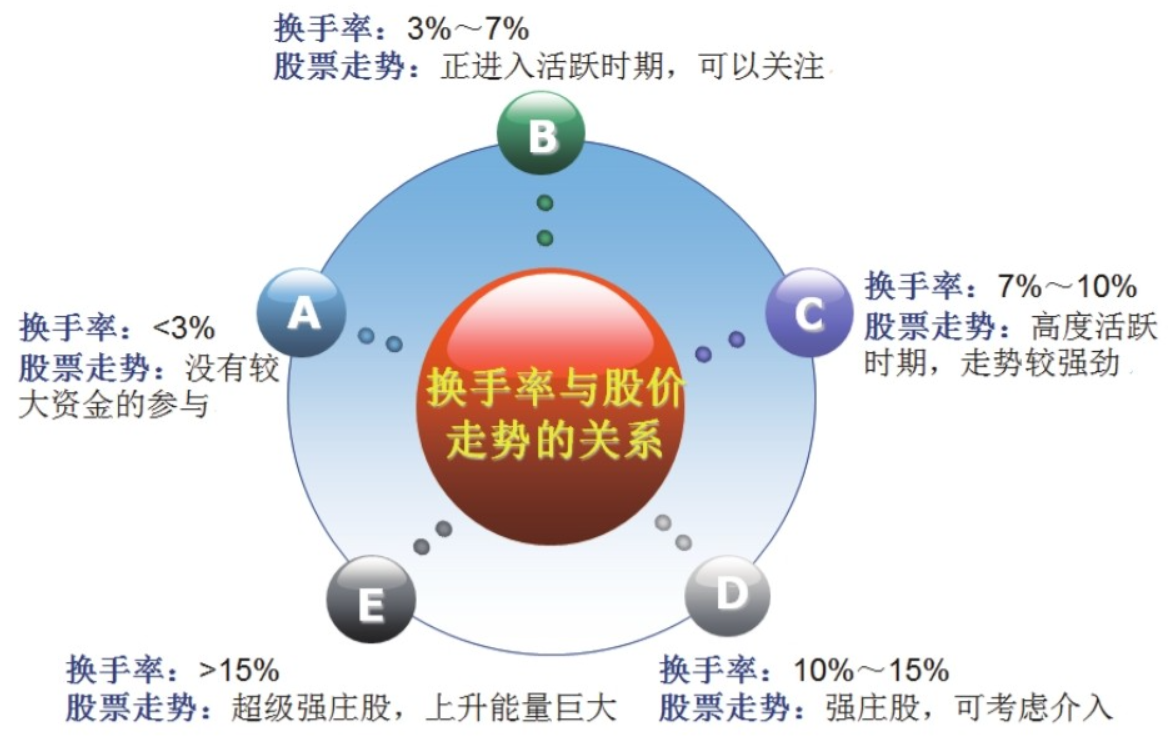 换手率：3%～7%
股票走势：正进入活跃时期，可以关注
B
A
换手率：<3%
股票走势：没有较
大资金的参与
C
换手率：7%～10%
股票走势：高度活跃
时期，走势较强劲
换手率与股价
走势的关系
E
D
换手率：>15%
股票走势：超级强庄股，上升能量巨大
换手率：10%～15%
股票走势：强庄股，可考虑介入